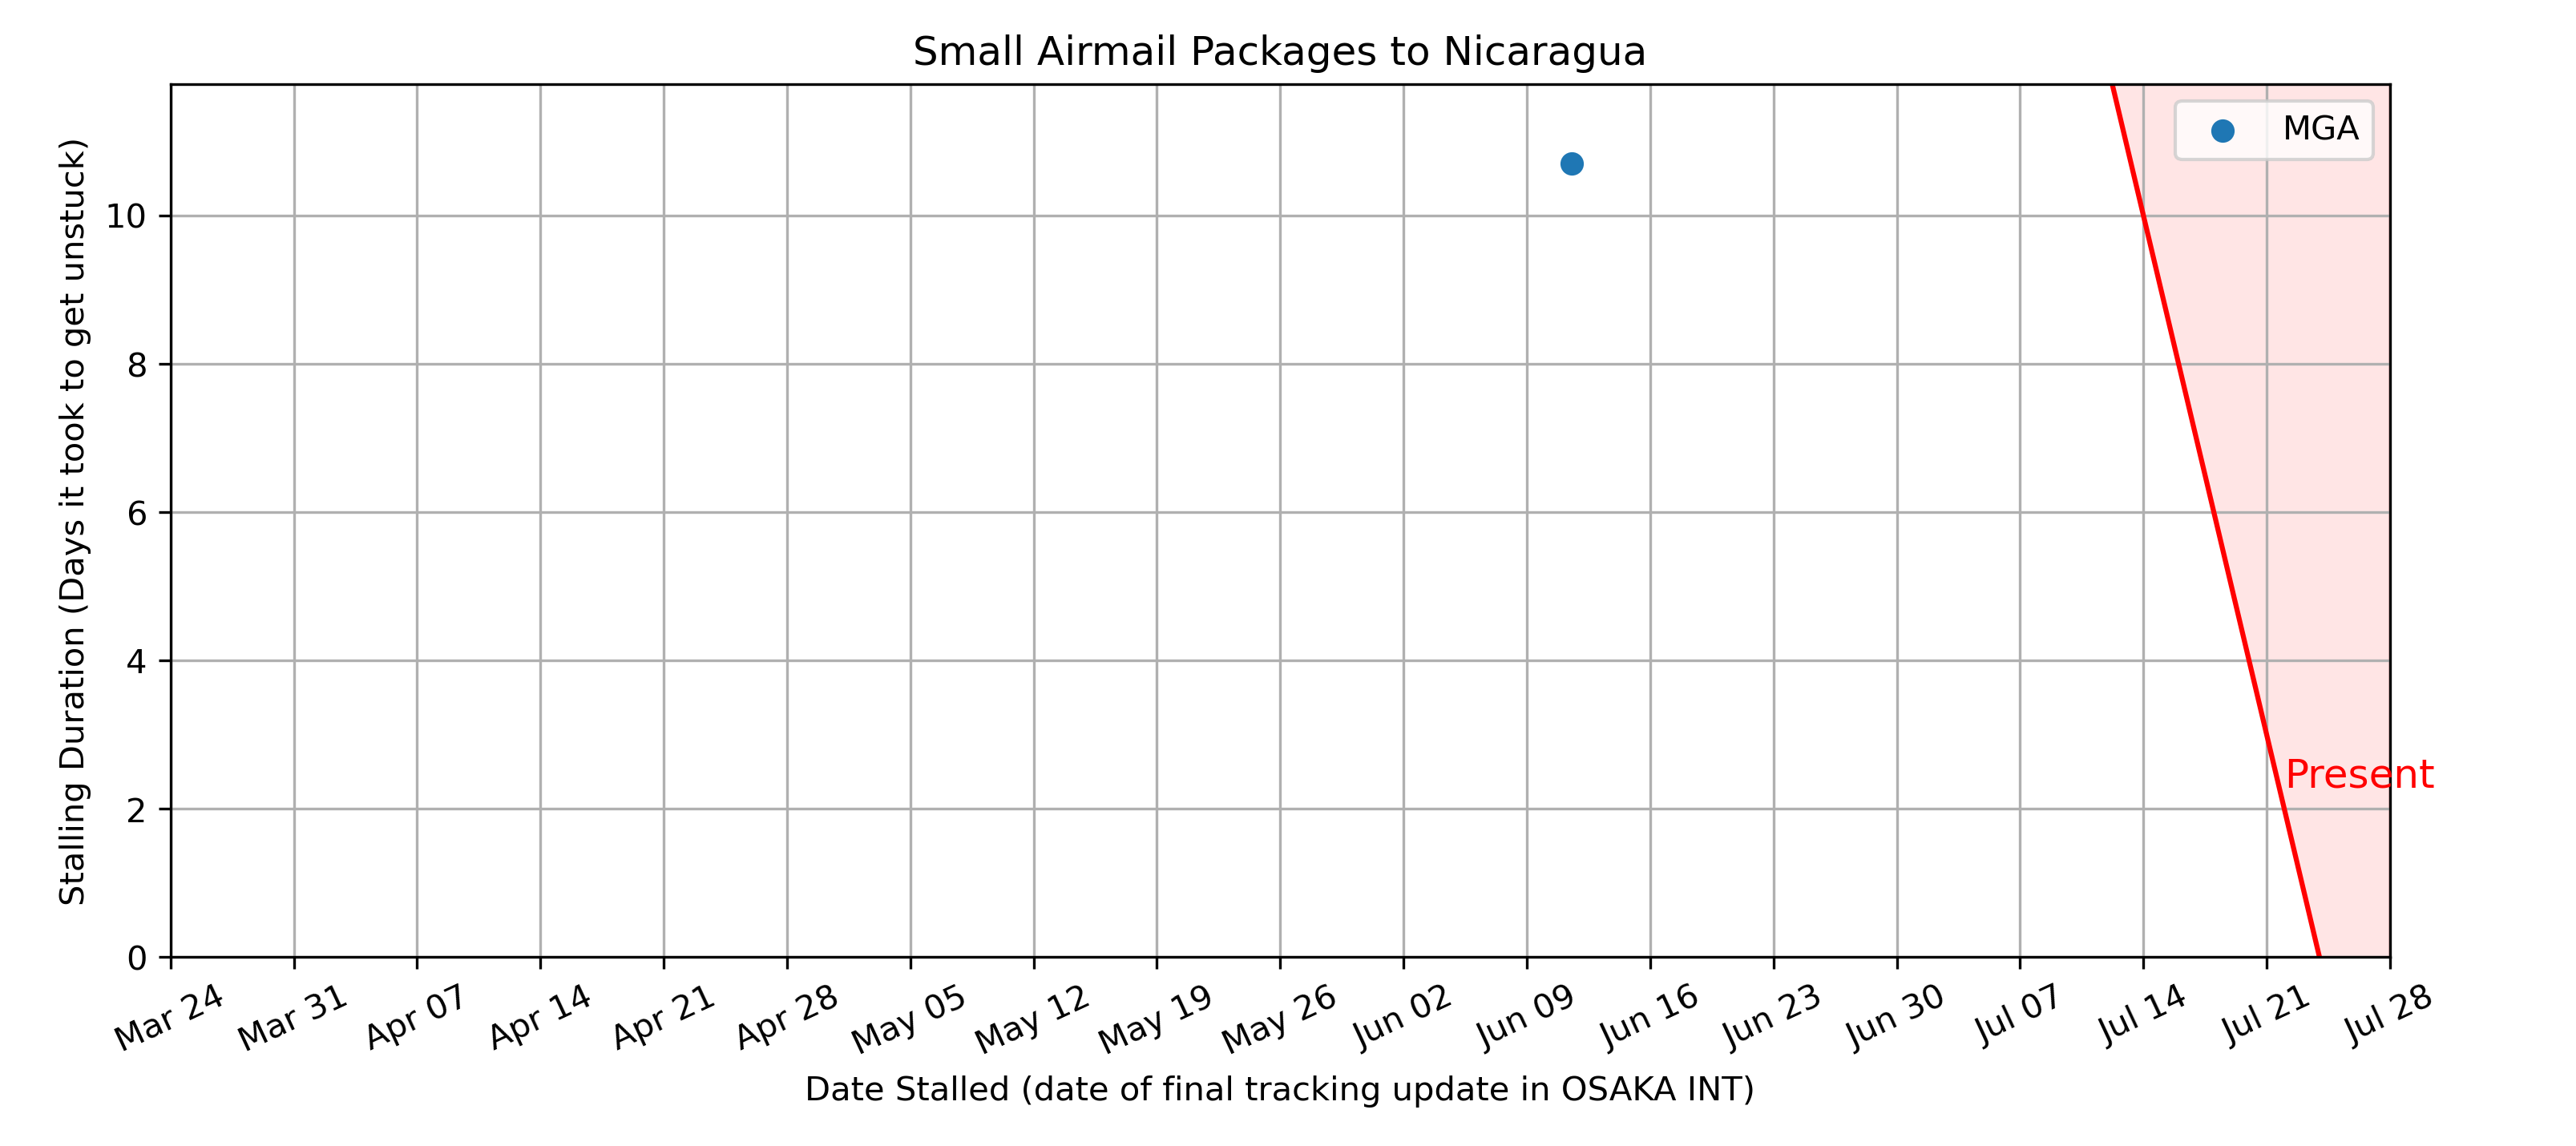 Small Airmail Packages to Nicaragua
MGA
Stalling Duration (Days it took to get unstuck)
10
8
6
4
2
0
Present
Mar 24
Mar 31
Apr 07
Apr 14
Apr 21
Apr 28
May 05
May 12
May 19
May 26
Jun 02
Jun 09
Jun 16
Jun 23
Jun 30
Jul 07
Jul 14
Jul 21
Jul 28
Date Stalled (date of final tracking update in OSAKA INT)